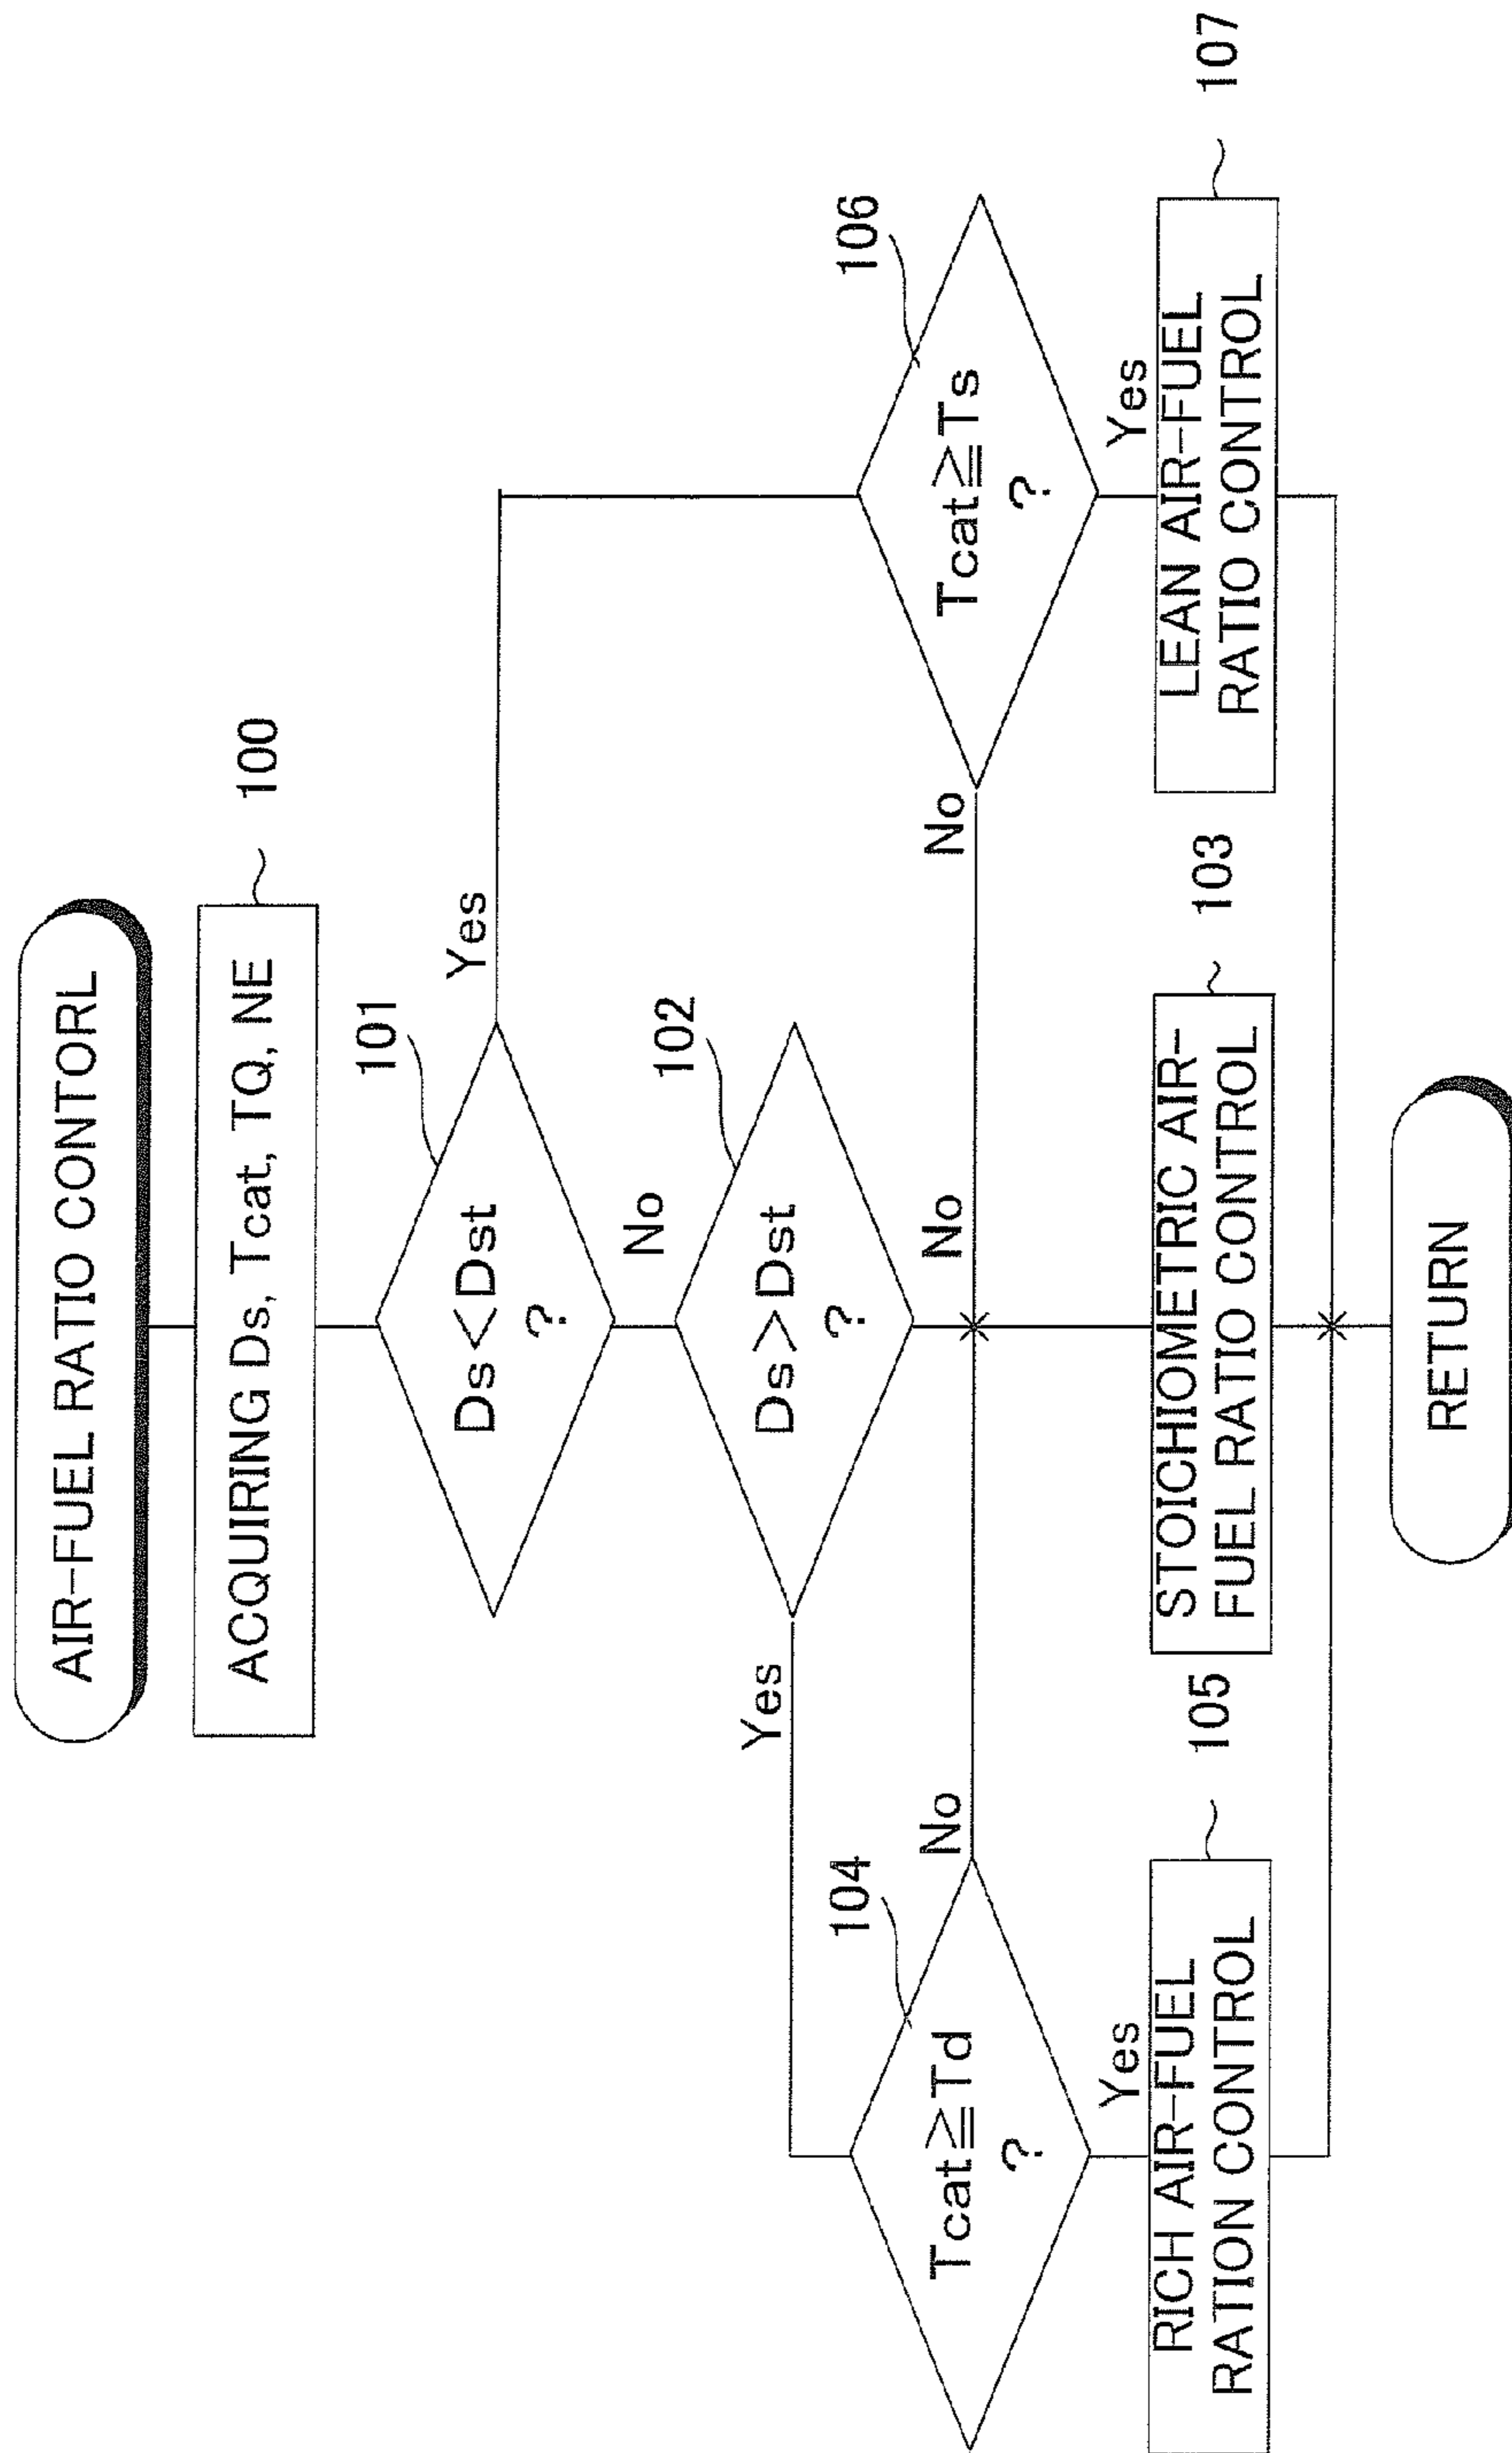 AIR-FUEL RATIO CONTORL
ACQUIRING Ds, Tcat, TQ, NE
100
101
Ds<Dst
?
Yes
No
102
Ds>Dst
?
Yes
No
104
Tcat≧Td
?
No
Yes
106
Tcat≧Ts
?
No
Yes
105
RICH AIR-FUEL
RATION CONTROL
103
STOICHIOMETRIC AIR-
FUEL RATIO CONTROL
107
LEAN AIR-FUEL
RATIO CONTROL
RETURN